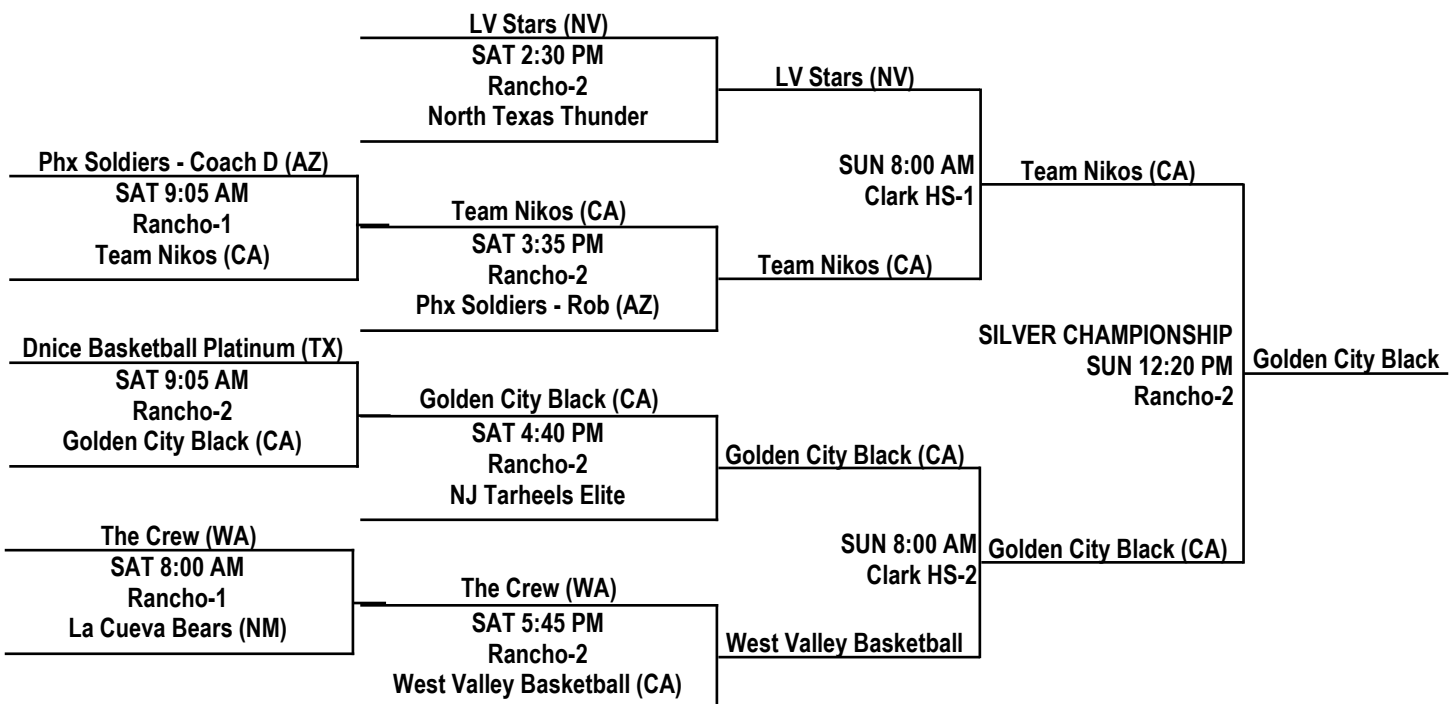 LV Stars (NV)
SAT 2:30 PM
Rancho-2
North Texas Thunder
LV Stars (NV)
Phx Soldiers - Coach D (AZ)
SAT 9:05 AM
Rancho-1
Team Nikos (CA)
Team Nikos (CA)
SAT 3:35 PM
Rancho-2
Phx Soldiers - Rob (AZ)
SUN 8:00 AM
Clark HS-1
Team Nikos (CA)
Team Nikos (CA)
Dnice Basketball Platinum (TX)
SAT 9:05 AM
Rancho-2
Golden City Black (CA)
Golden City Black (CA)
SAT 4:40 PM
Rancho-2
NJ Tarheels Elite
Golden City Black (CA)
SILVER CHAMPIONSHIP
SUN 12:20 PM
Rancho-2
Golden City Black
The Crew (WA)
SAT 8:00 AM
Rancho-1
La Cueva Bears (NM)
The Crew (WA)
SAT 5:45 PM
Rancho-2
West Valley Basketball (CA)
SUN 8:00 AM
Clark HS-2
Golden City Black (CA)
West Valley Basketball